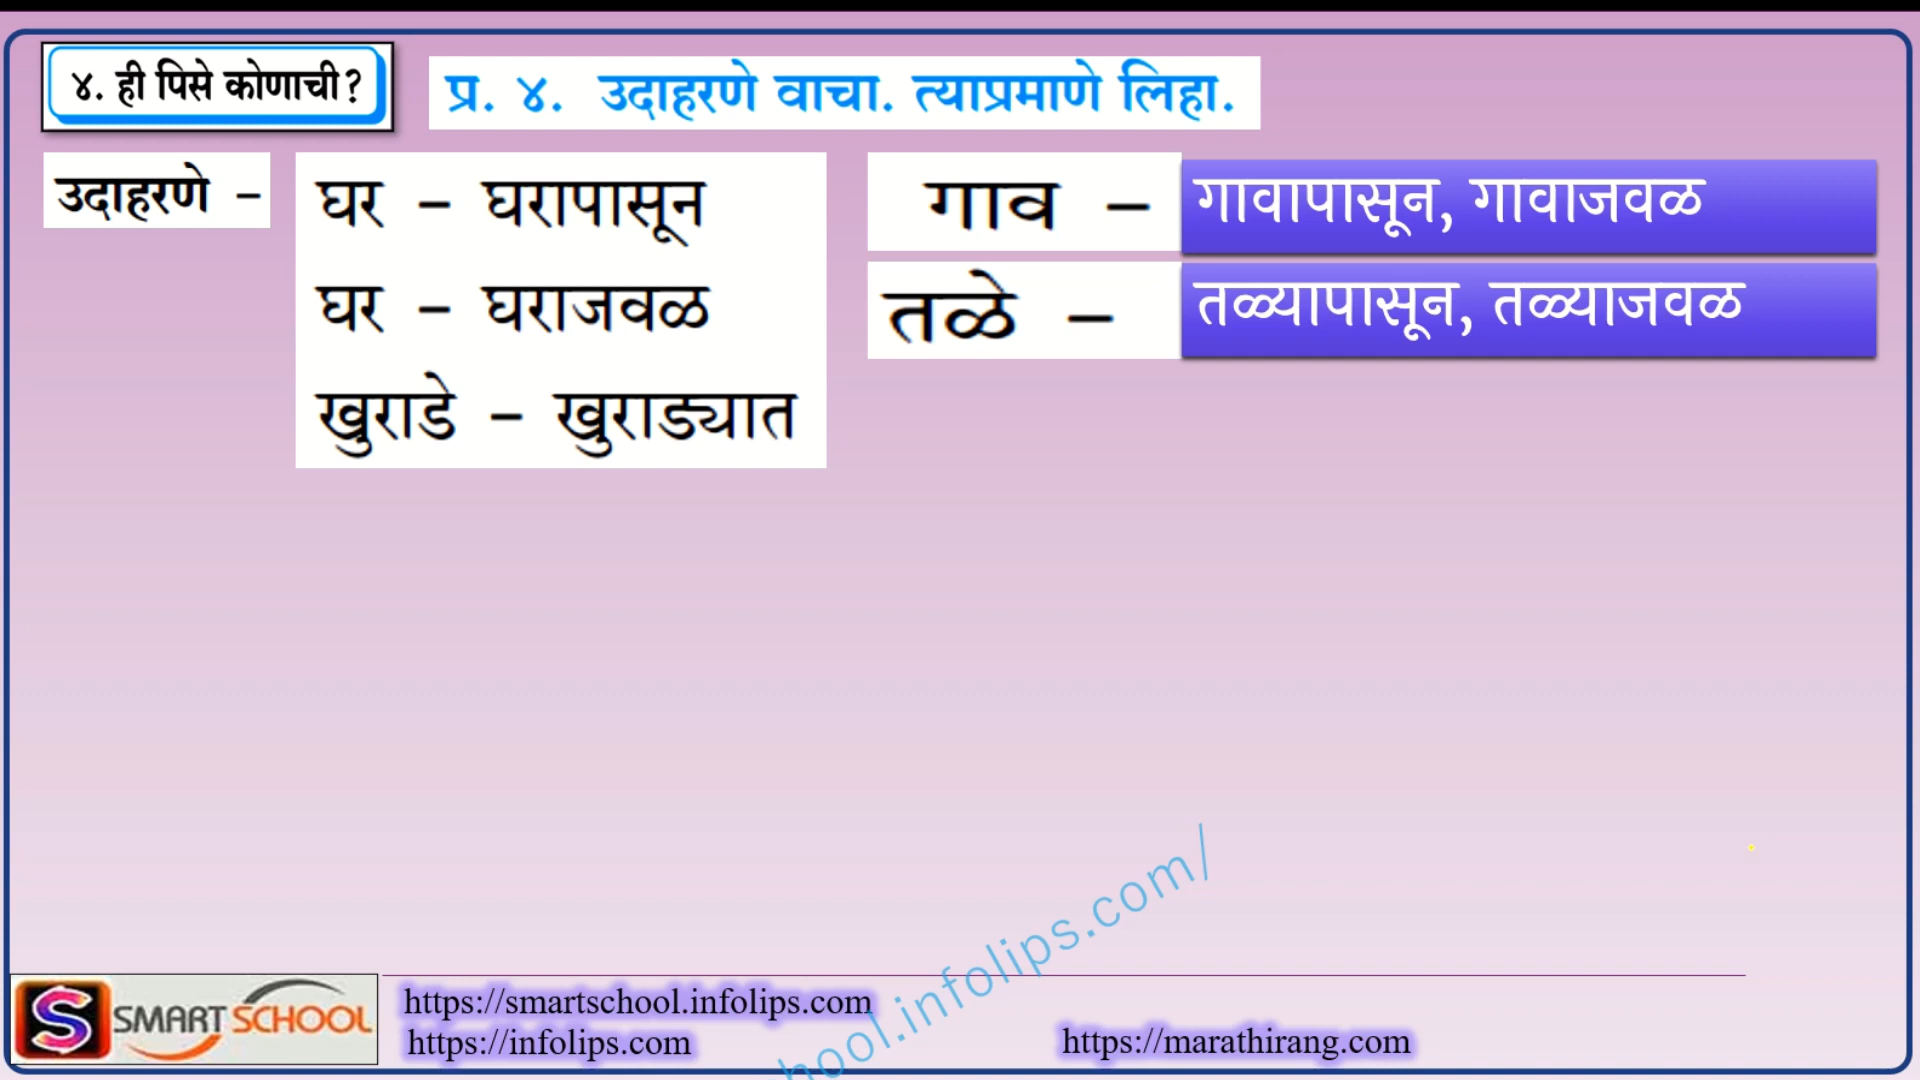 ४. ही पिसे कोणाची?
प्र. ४. उदाहरणे वाचा. त्याप्रमाणे लिहा.
उदाहरणे –
घर – घरापासून
घर – घराजवळ
खुराडे – खुराड्यात
गाव – गावापासून, गावाजवळ
तळे – तळ्यापासून, तळ्याजवळ
SMART SCHOOL
https://smartschool.infolips.com
https://infolips.com
https://marathirang.com
hool.infolips.com/